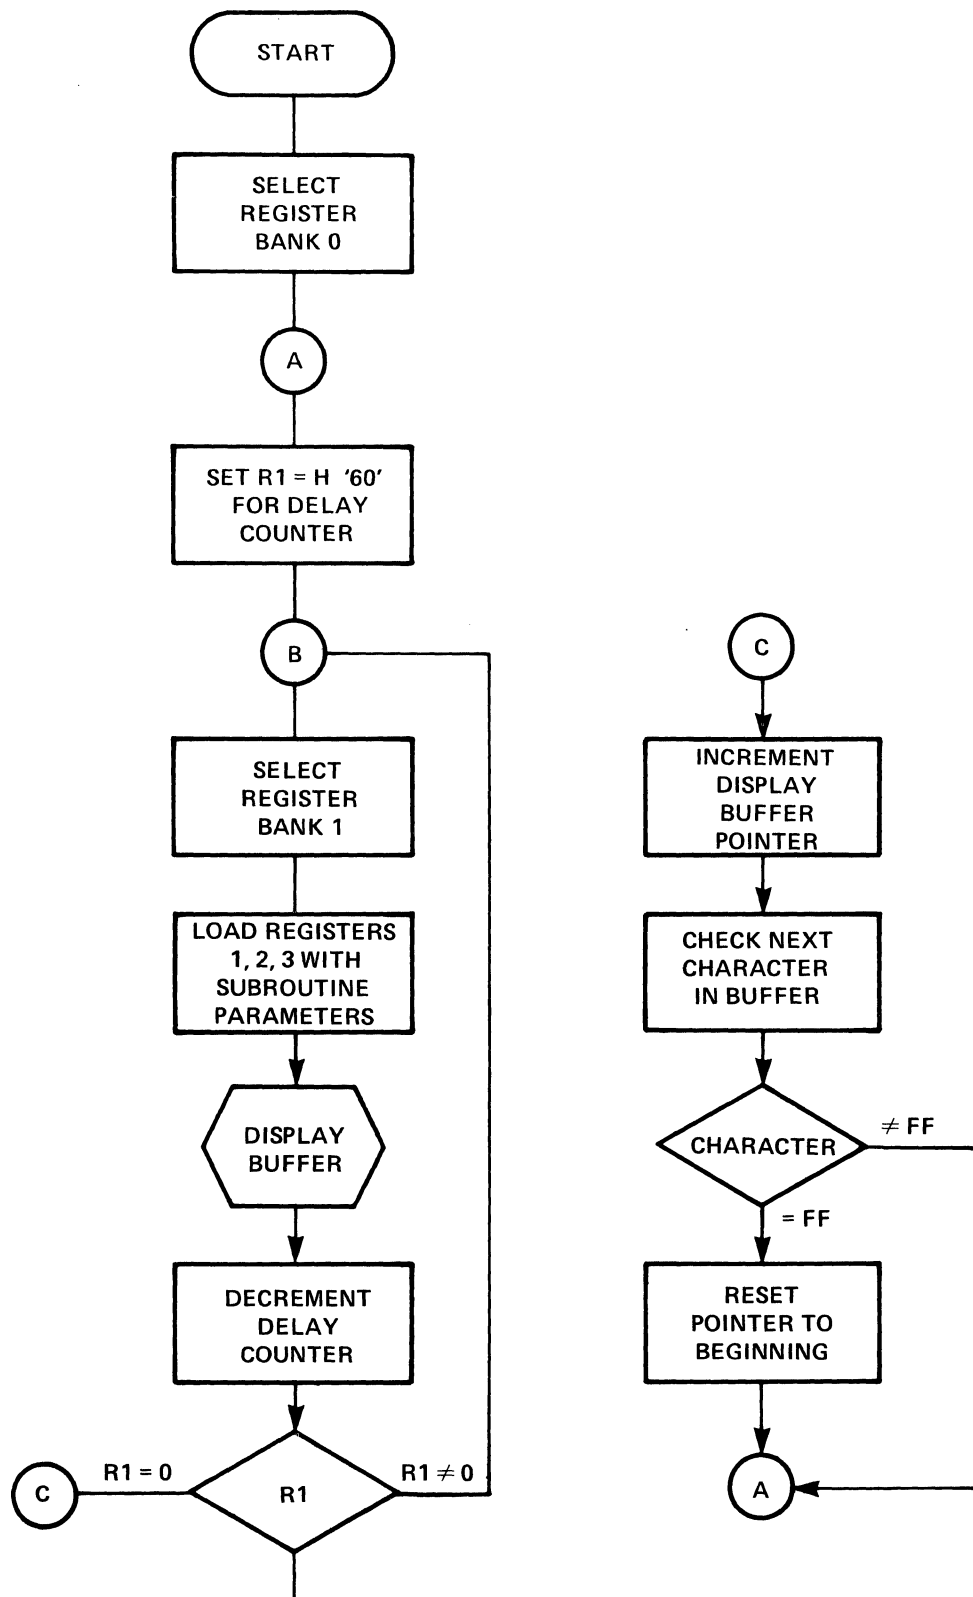 START
SELECT
REGISTER
BANK 0
A
SET R1 = H '60'
FOR DELAY
COUNTER
B
SELECT
REGISTER
BANK 1
LOAD REGISTERS
1, 2, 3 WITH
SUBROUTINE
PARAMETERS
DISPLAY
BUFFER
DECREMENT
DELAY
COUNTER
R1 = 0
R1 ≠ 0
C
R1
C
INCREMENT
DISPLAY
BUFFER
POINTER
CHECK NEXT
CHARACTER
IN BUFFER
≠ FF
CHARACTER
= FF
RESET
POINTER TO
BEGINNING
A